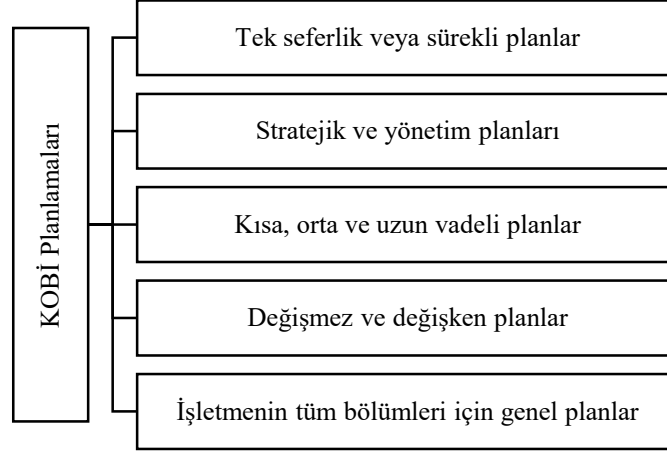 KOBİ Planlamaları
Tek seferlik veya sürekli planlar
Stratejik ve yönetim planları
Kısa, orta ve uzun vadeli planlar
Değişmez ve değişken planlar
İşletmenin tüm bölümleri için genel planlar